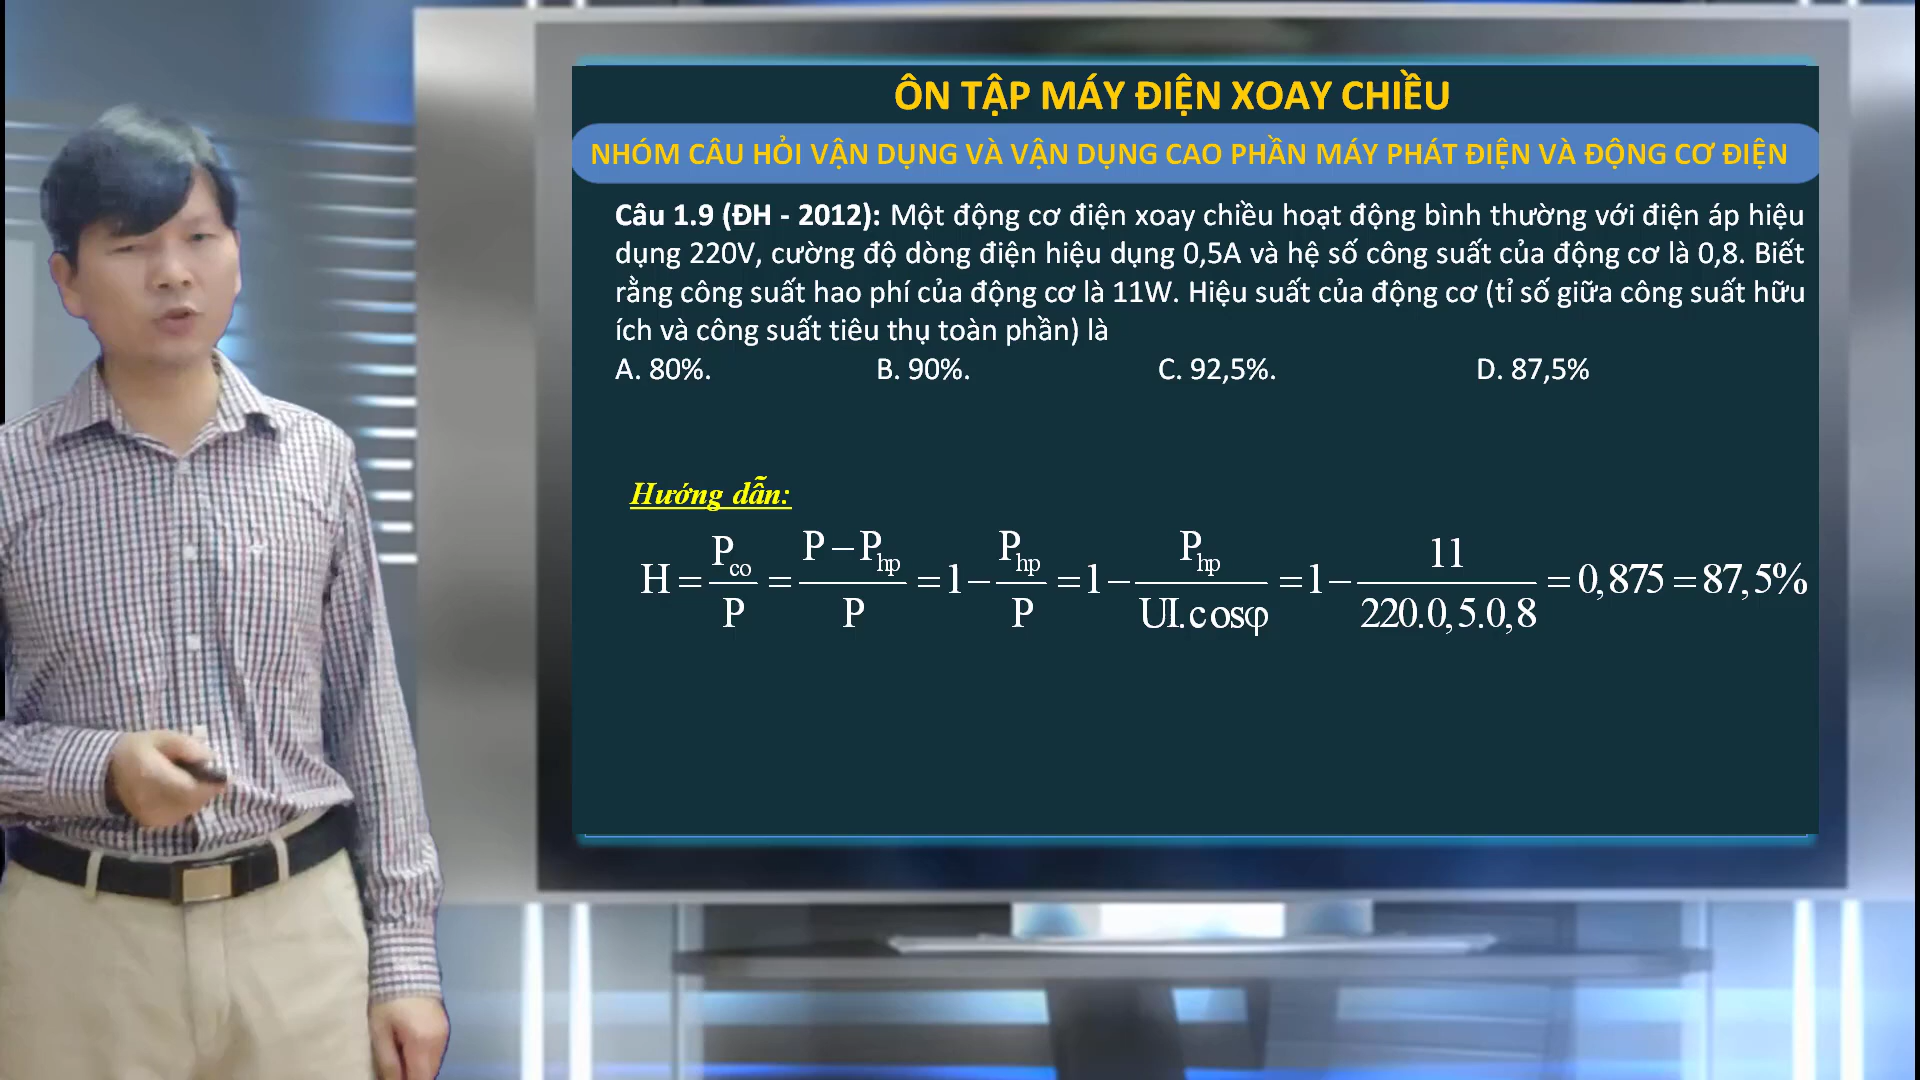 ÔN TẬP MÁY ĐIỆN XOAY CHIỀU
NHÓM CÂU HỎI VẬN DỤNG VÀ VẬN DỤNG CAO PHẦN MÁY PHÁT ĐIỆN VÀ ĐỘNG CƠ ĐIỆN
Câu 1.9 (ĐH - 2012): Một động cơ điện xoay chiều hoạt động bình thường với điện áp hiệu
dụng 220V, cường độ dòng điện hiệu dụng 0,5A và hệ số công suất của động cơ là 0,8. Biết
rằng công suất hao phí của động cơ là 11W. Hiệu suất của động cơ (tỉ số giữa công suất hữu
ích và công suất tiêu thụ toàn phần) là
A. 80%. B. 90%. C. 92,5%. D. 87,5%
Hướng dẫn:
H = P_co/P = (P − P_hp)/P = 1 − P_hp/P = 1 − P_hp/(UI.cosφ) = 1 − 11/(220.0,5.0,8) = 0,875 = 87,5%